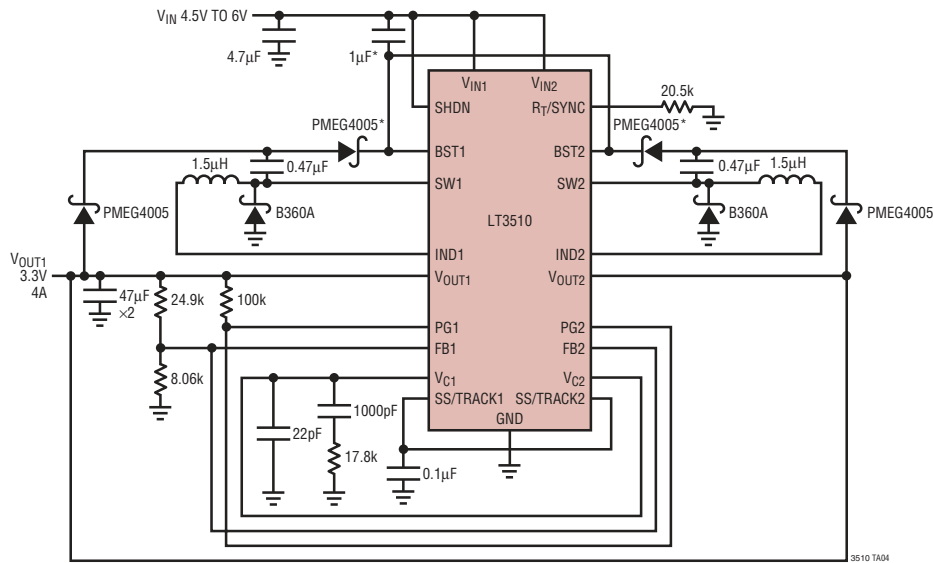 VIN 4.5V TO 6V
4.7µF
1µF*
VIN1
VIN2
SHDN
RT/SYNC
20.5k
PMEG4005*
PMEG4005*
BST1
BST2
1.5µH
0.47µF
0.47µF
1.5µH
SW1
SW2
PMEG4005
B360A
LT3510
B360A
PMEG4005
IND1
IND2
VOUT1
3.3V
4A
VOUT1
VOUT2
47µF
×2
24.9k
100k
PG1
PG2
FB1
FB2
8.06k
VC1
VC2
SS/TRACK1
SS/TRACK2
1000pF
GND
22pF
17.8k
0.1µF
3510 TA04